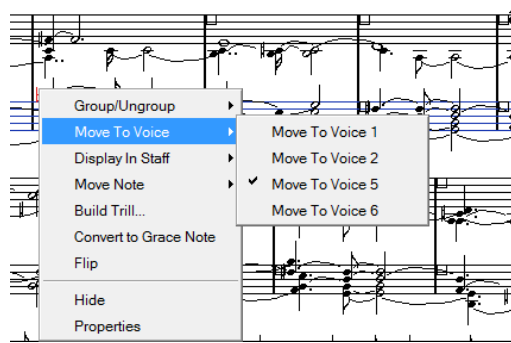 Group/Ungroup
Move To Voice
Display In Staff
Move Note
Build Trill...
Convert to Grace Note
Flip
Hide
Properties
Move To Voice 1
Move To Voice 2
Move To Voice 5
Move To Voice 6